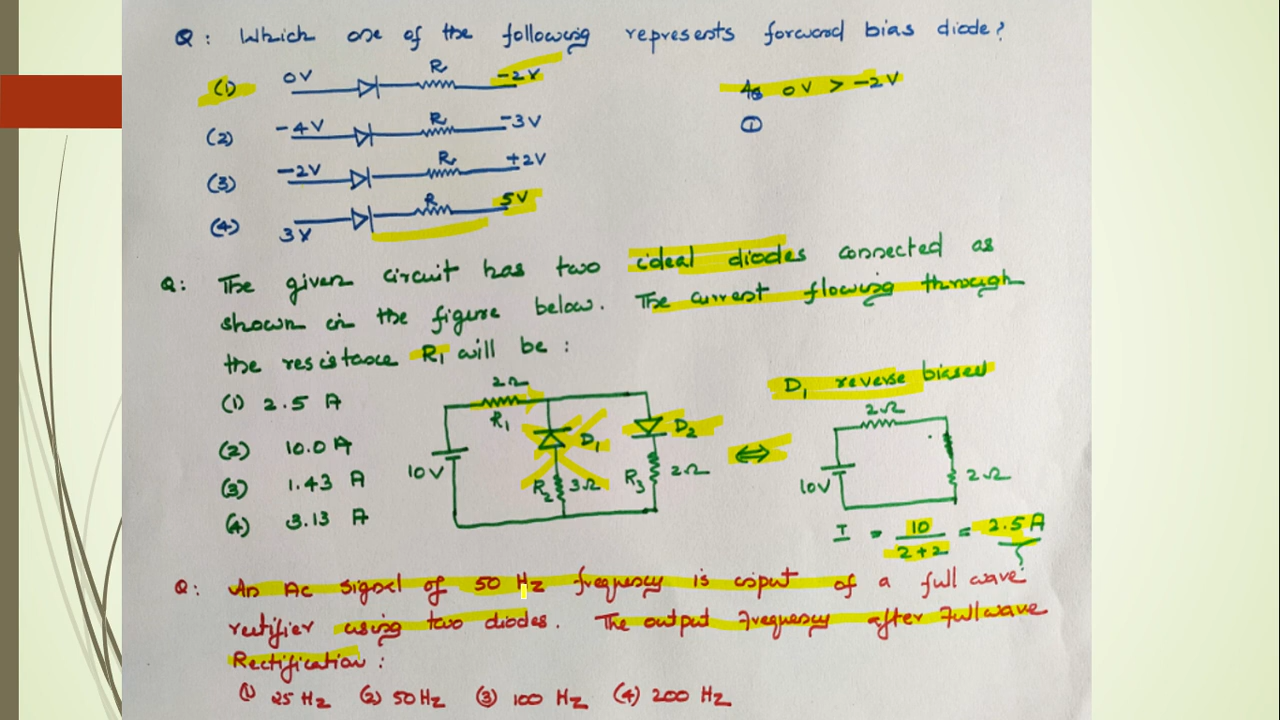 Q: Which one of the following represents forward bias diode?
(1) 0V R -2V As 0V > -2V
(2) -4V R -3V ①
(3) -2V R +2V
(4) 3V R 5V
Q: The given circuit has two ideal diodes connected as
shown in the figure below. The current flowing through
the resistance R1 will be :
D1 reverse biased
(1) 2.5 A
(2) 10.0 A
(3) 1.43 A
(4) 3.13 A
2Ω
R1 D1 D2
10V R2 3Ω R3 2Ω
⇔
2Ω
10V 2Ω
I = 10 / 2+2 = 2.5A
Q: An AC signal of 50 Hz frequency is input of a full wave
rectifier using two diodes. The output frequency after Full wave
Rectification :
(1) 25 Hz (2) 50 Hz (3) 100 Hz (4) 200 Hz